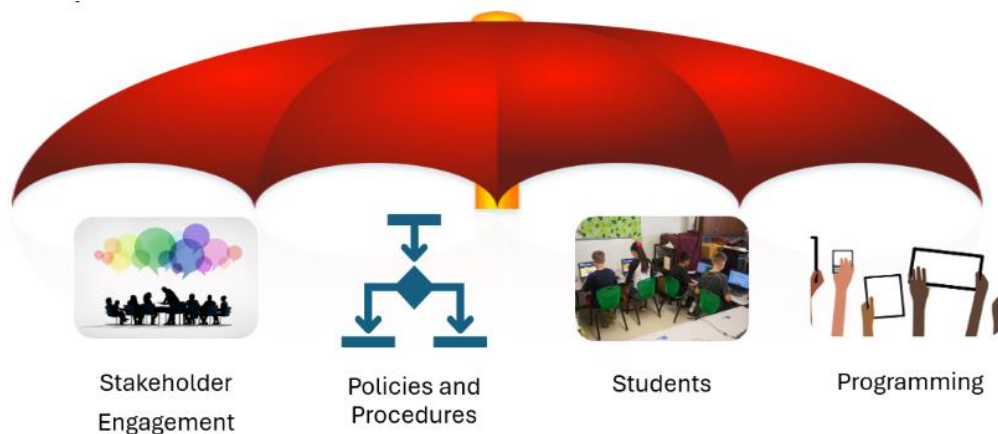 Stakeholder
Engagement
Policies and
Procedures
Students
Programming